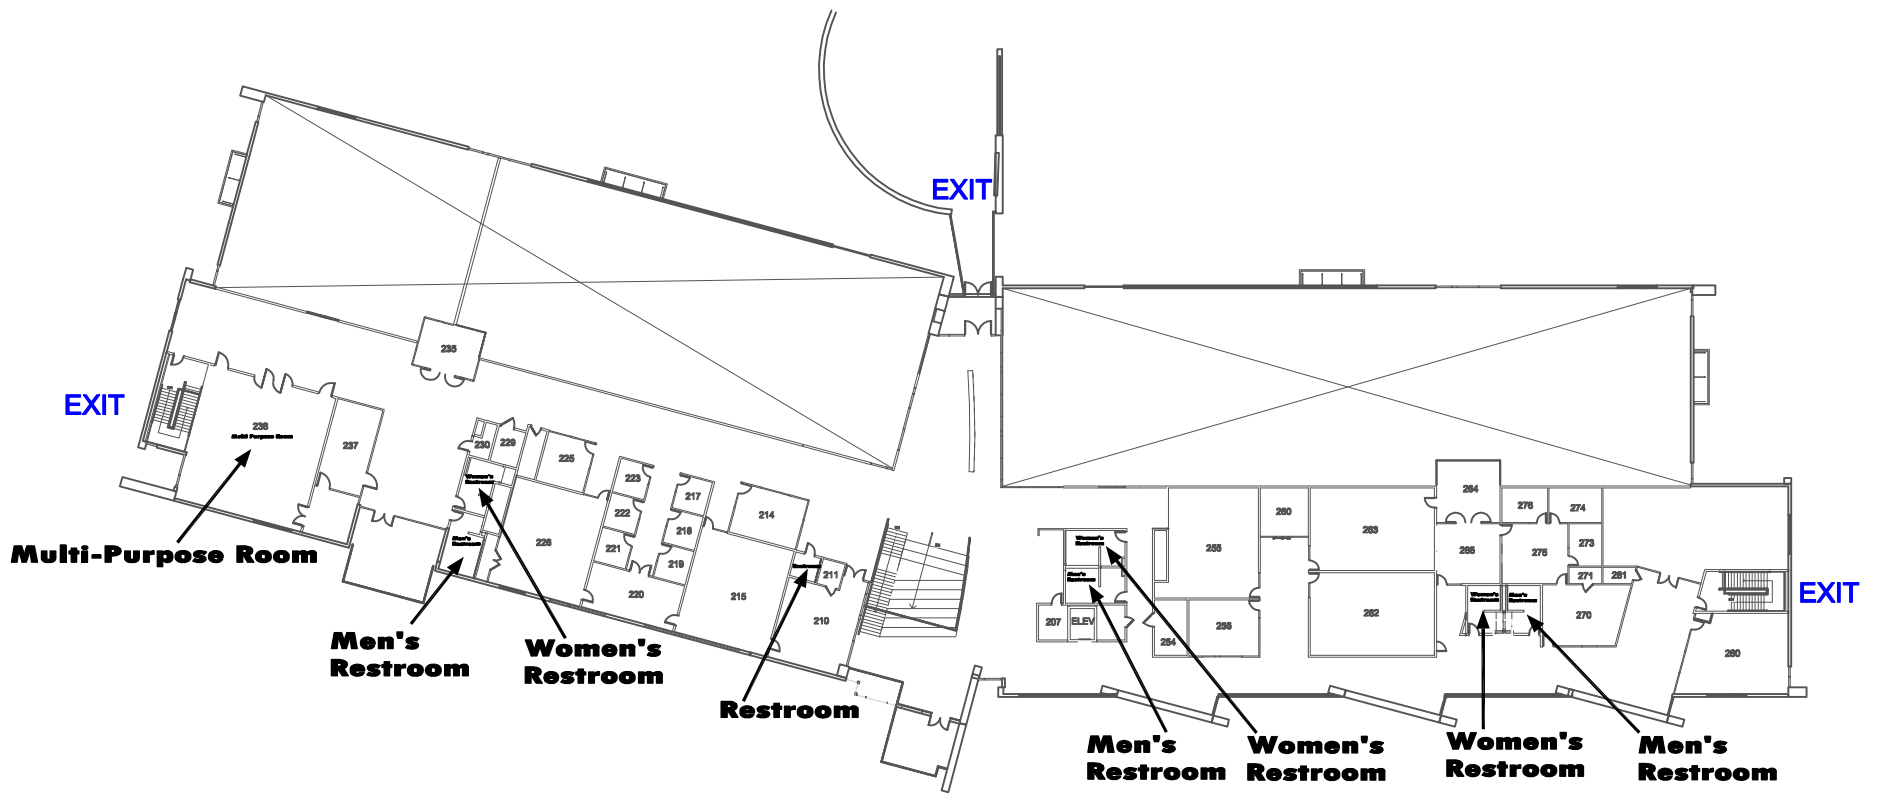 EXIT
235
EXIT
236
Multi Purpose Room
237
230
229
225
Women's
Restroom
223
217
222
214
218
Men's
Restroom
226
221
219
Restroom
211
220
215
210
264
260
263
276
274
255
265
275
273
Women's
Restroom
Men's
Restroom
271
281
EXIT
207
ELEV
254
256
262
Women's
Restroom
Men's
Restroom
270
280
Multi-Purpose Room
Men's
Restroom
Women's
Restroom
Restroom
Men's
Restroom
Women's
Restroom
Women's
Restroom
Men's
Restroom